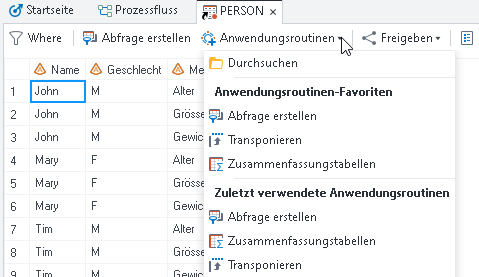 Startseite Prozessfluss PERSON
Where Abfrage erstellen Anwendungsroutinen Freigeben
Durchsuchen
Name Geschlecht Me
Anwendungsroutinen-Favoriten
1 John M Alter
Abfrage erstellen
2 John M Grösse
Transponieren
3 John M Gewic
4 Mary F Alter
Zusammenfassungstabellen
5 Mary F Grösse
Zuletzt verwendete Anwendungsroutinen
6 Mary F Gewic
Abfrage erstellen
7 Tim M Alter
Zusammenfassungstabellen
8 Tim M Grösse
Transponieren
9 Tim M Gewic